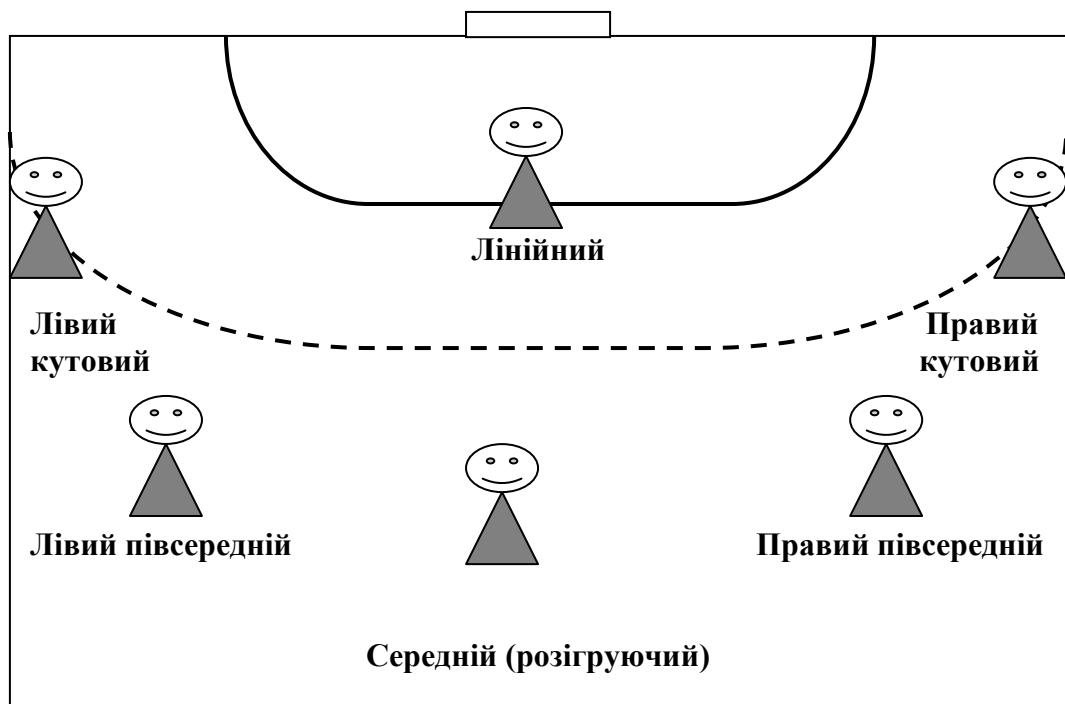 Лінійний
Лівий
кутовий
Правий
кутовий
Лівий півсередній
Правий півсередній
Середній (розігруючий)